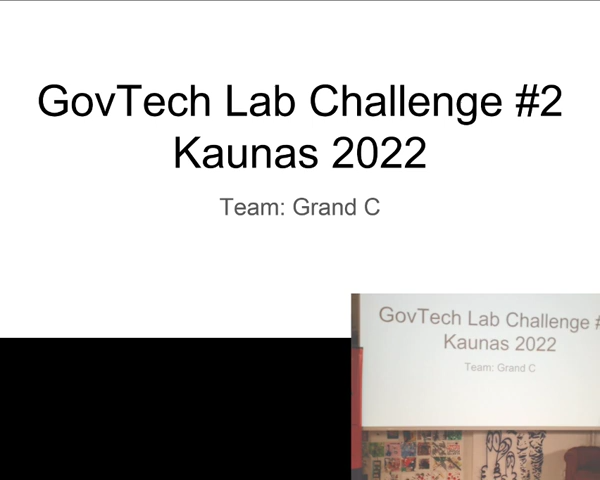 GovTech Lab Challenge #2
Kaunas 2022
Team: Grand C
GovTech Lab Challenge #
Kaunas 2022
Team: Grand C